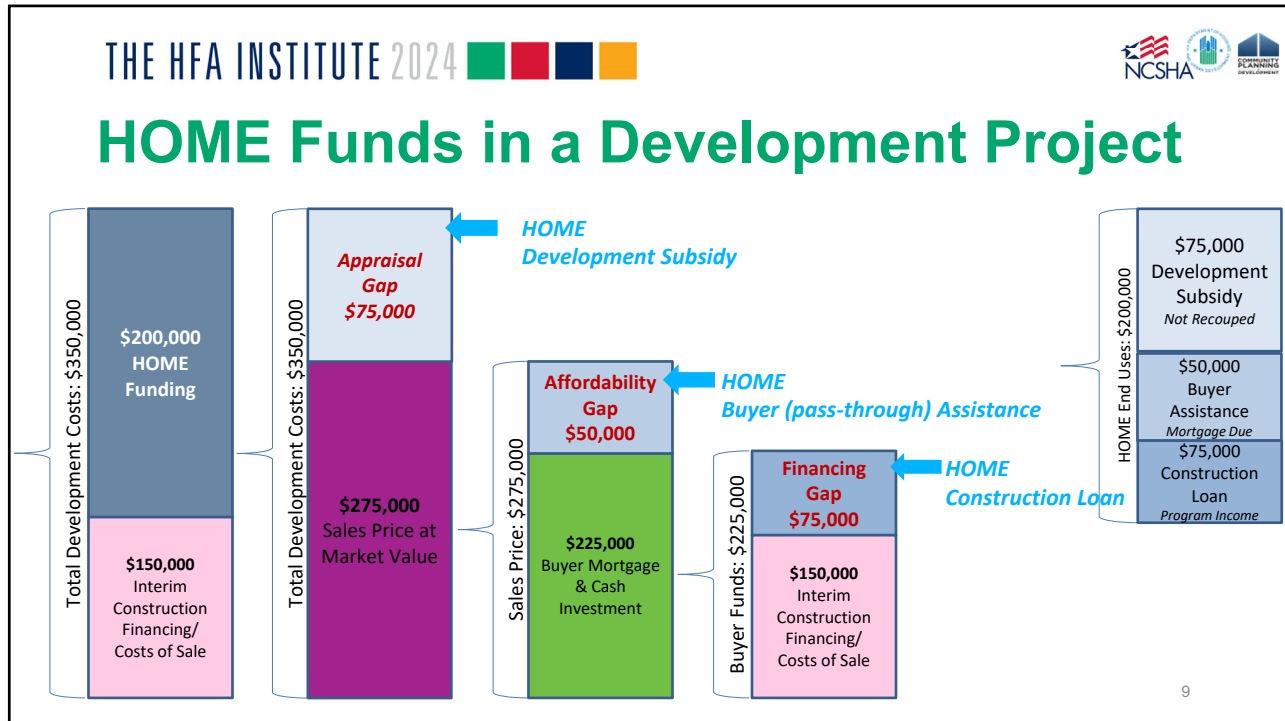 THE HFA INSTITUTE 2024
NCSHA
COMMUNITY
PLANNING
DEVELOPMENT
HOME Funds in a Development Project
Total Development Costs: $350,000
$200,000
HOME
Funding
$150,000
Interim
Construction
Financing/
Costs of Sale
Total Development Costs: $350,000
Appraisal
Gap
$75,000
$275,000
Sales Price at
Market Value
HOME
Development Subsidy
Sales Price: $275,000
Affordability
Gap
$50,000
$225,000
Buyer Mortgage
& Cash
Investment
HOME
Buyer (pass-through) Assistance
Buyer Funds: $225,000
Financing
Gap
$75,000
$150,000
Interim
Construction
Financing/
Costs of Sale
HOME
Construction Loan
HOME End Uses: $200,000
$75,000
Development
Subsidy
Not Recouped
$50,000
Buyer
Assistance
Mortgage Due
$75,000
Construction
Loan
Program Income
9